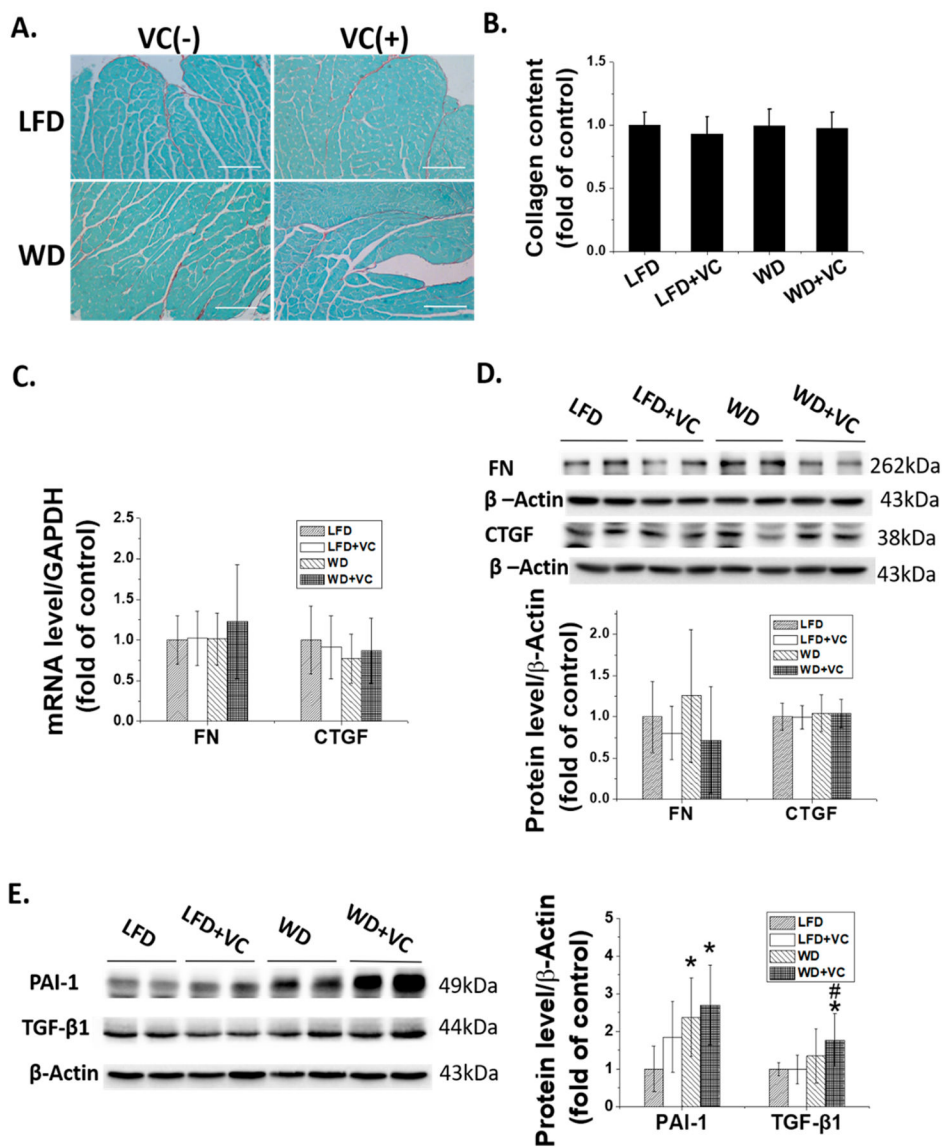 A.
VC(-)
VC(+)
LFD
WD
B.
Collagen content
(fold of control)
1.5
1.0
0.5
0.0
LFD
LFD+VC
WD
WD+VC
C.
mRNA level/GAPDH
(fold of control)
2.5
2.0
1.5
1.0
0.5
0.0
LFD
LFD+VC
WD
WD+VC
FN
CTGF
D.
LFD
LFD+VC
WD
WD+VC
FN
262kDa
β –Actin
43kDa
CTGF
38kDa
β –Actin
43kDa
Protein level/β-Actin
(fold of control)
2.0
1.5
1.0
0.5
0.0
LFD
LFD+VC
WD
WD+VC
FN
CTGF
E.
LFD
LFD+VC
WD
WD+VC
PAI-1
49kDa
TGF-β1
44kDa
β-Actin
43kDa
Protein level/β-Actin
(fold of control)
5
4
3
2
1
0
LFD
LFD+VC
WD
WD+VC
*
*
#
*
PAI-1
TGF-β1